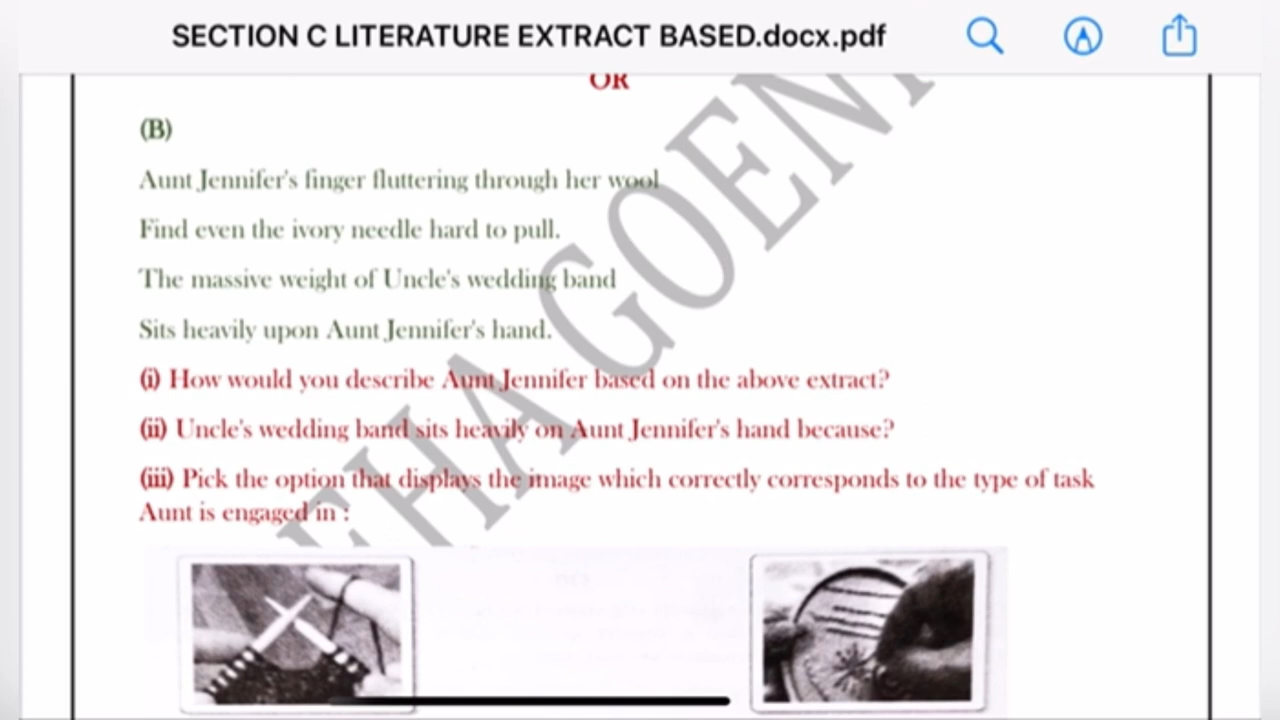 SECTION C LITERATURE EXTRACT BASED.docx.pdf
OR
(B)
Aunt Jennifer's finger fluttering through her wool
Find even the ivory needle hard to pull.
The massive weight of Uncle's wedding band
Sits heavily upon Aunt Jennifer's hand.
(i) How would you describe Aunt Jennifer based on the above extract?
(ii) Uncle's wedding band sits heavily on Aunt Jennifer's hand because?
(iii) Pick the option that displays the image which correctly corresponds to the type of task
Aunt is engaged in :